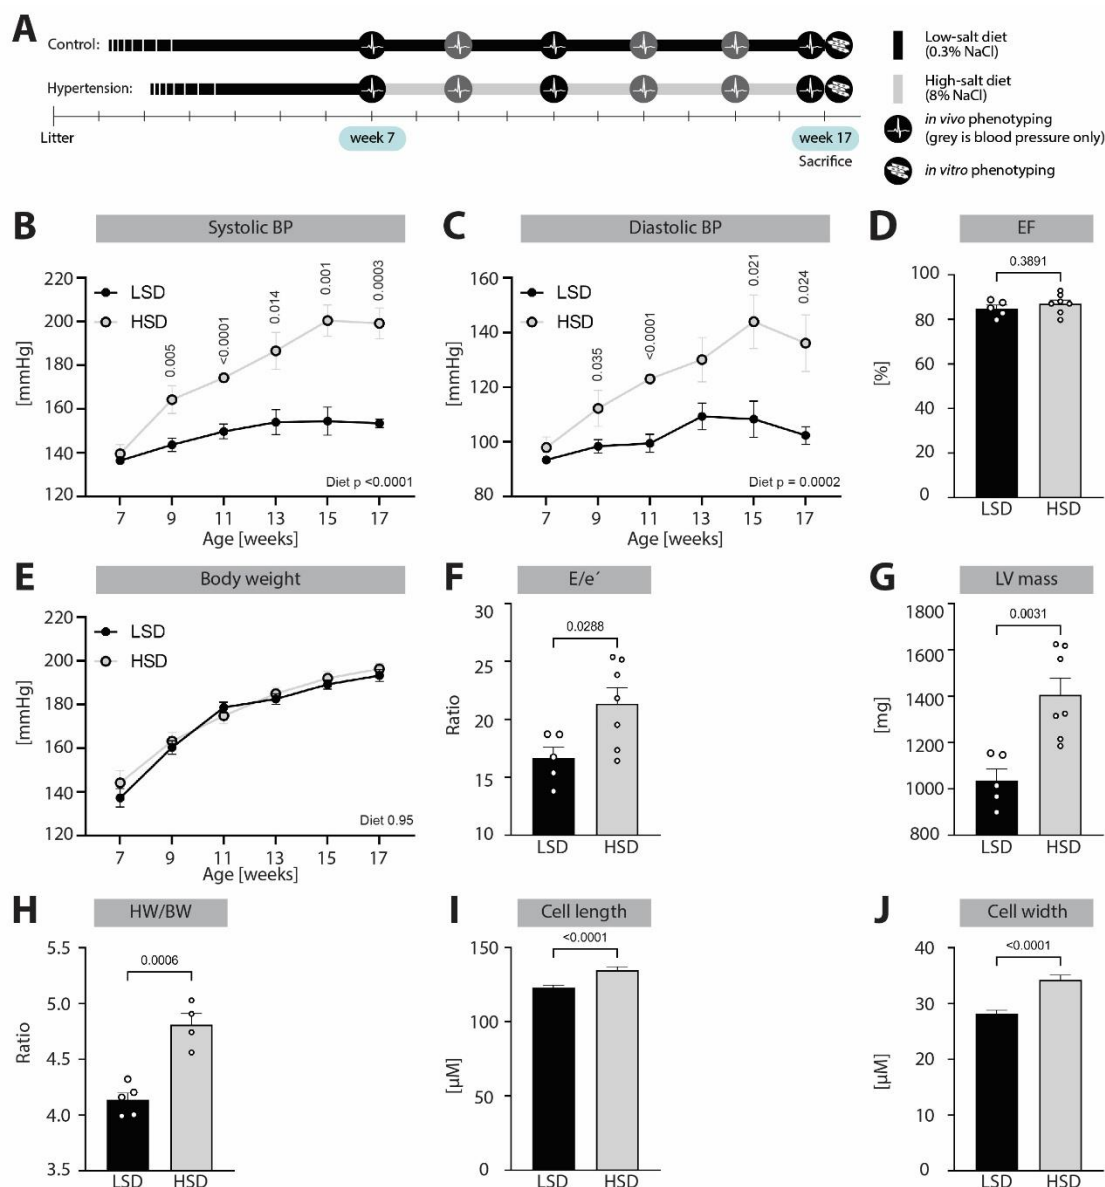 A
Control:
Hypertension:
Litter
week 7
week 17
Sacrifice
Low-salt diet
(0.3% NaCl)
High-salt diet
(8% NaCl)
in vivo phenotyping
(grey is blood pressure only)
in vitro phenotyping
B
Systolic BP
[mmHg]
220
200
180
160
140
120
LSD
HSD
0.005
<0.0001
0.014
0.001
0.0003
Diet p <0.0001
7 9 11 13 15 17
Age [weeks]
C
Diastolic BP
[mmHg]
160
140
120
100
80
LSD
HSD
0.035
<0.0001
0.021
0.024
Diet p = 0.0002
7 9 11 13 15 17
Age [weeks]
D
EF
0.3891
[%]
100
80
60
40
20
0
LSD HSD
E
Body weight
[mmHg]
220
200
180
160
140
120
LSD
HSD
Diet 0.95
7 9 11 13 15 17
Age [weeks]
F
E/e´
0.0288
Ratio
30
25
20
15
10
LSD HSD
G
LV mass
0.0031
[mg]
1800
1600
1400
1200
1000
800
LSD HSD
H
HW/BW
0.0006
Ratio
5.5
5.0
4.5
4.0
3.5
LSD HSD
I
Cell length
<0.0001
[µM]
150
100
50
0
LSD HSD
J
Cell width
<0.0001
[µM]
40
30
20
10
0
LSD HSD